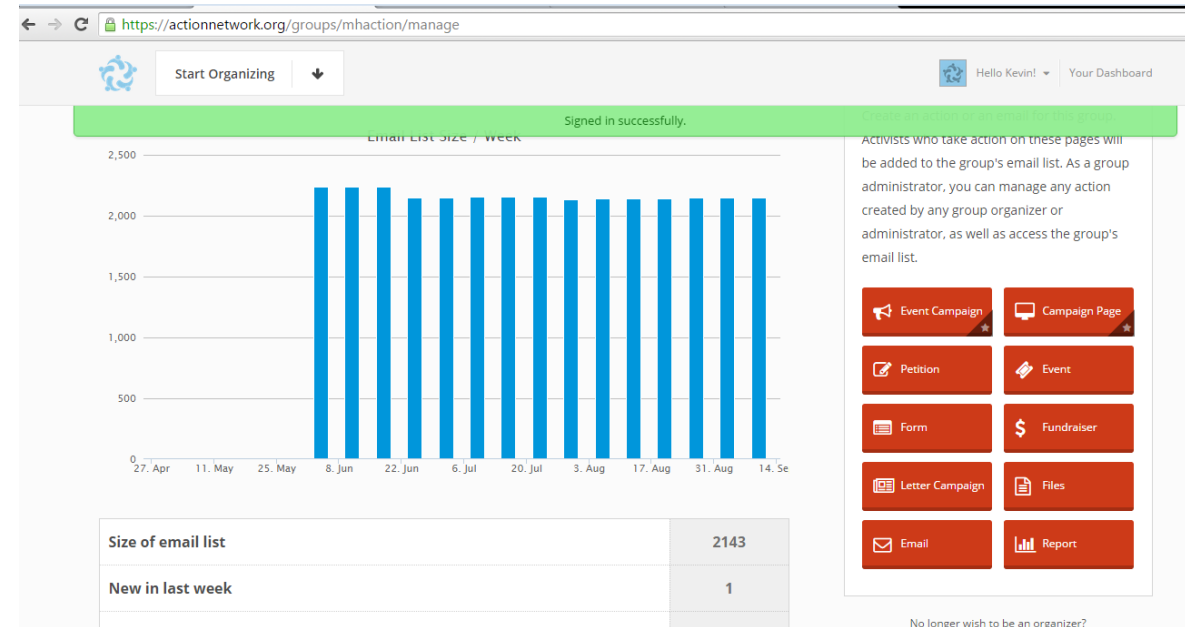 https://actionnetwork.org/groups/mhaction/manage
Start Organizing
Hello Kevin!
Your Dashboard
Signed in successfully.
Email List Size / Week
2,500
2,000
1,500
1,000
500
0
27. Apr 11. May 25. May 8. Jun 22. Jun 6. Jul 20. Jul 3. Aug 17. Aug 31. Aug 14. Se
Size of email list 2143
New in last week 1
Create an action or an email for this group.
Activists who take action on these pages will
be added to the group's email list. As a group
administrator, you can manage any action
created by any group organizer or
administrator, as well as access the group's
email list.
Event Campaign
Campaign Page
Petition
Event
Form
Fundraiser
Letter Campaign
Files
Email
Report
No longer wish to be an organizer?